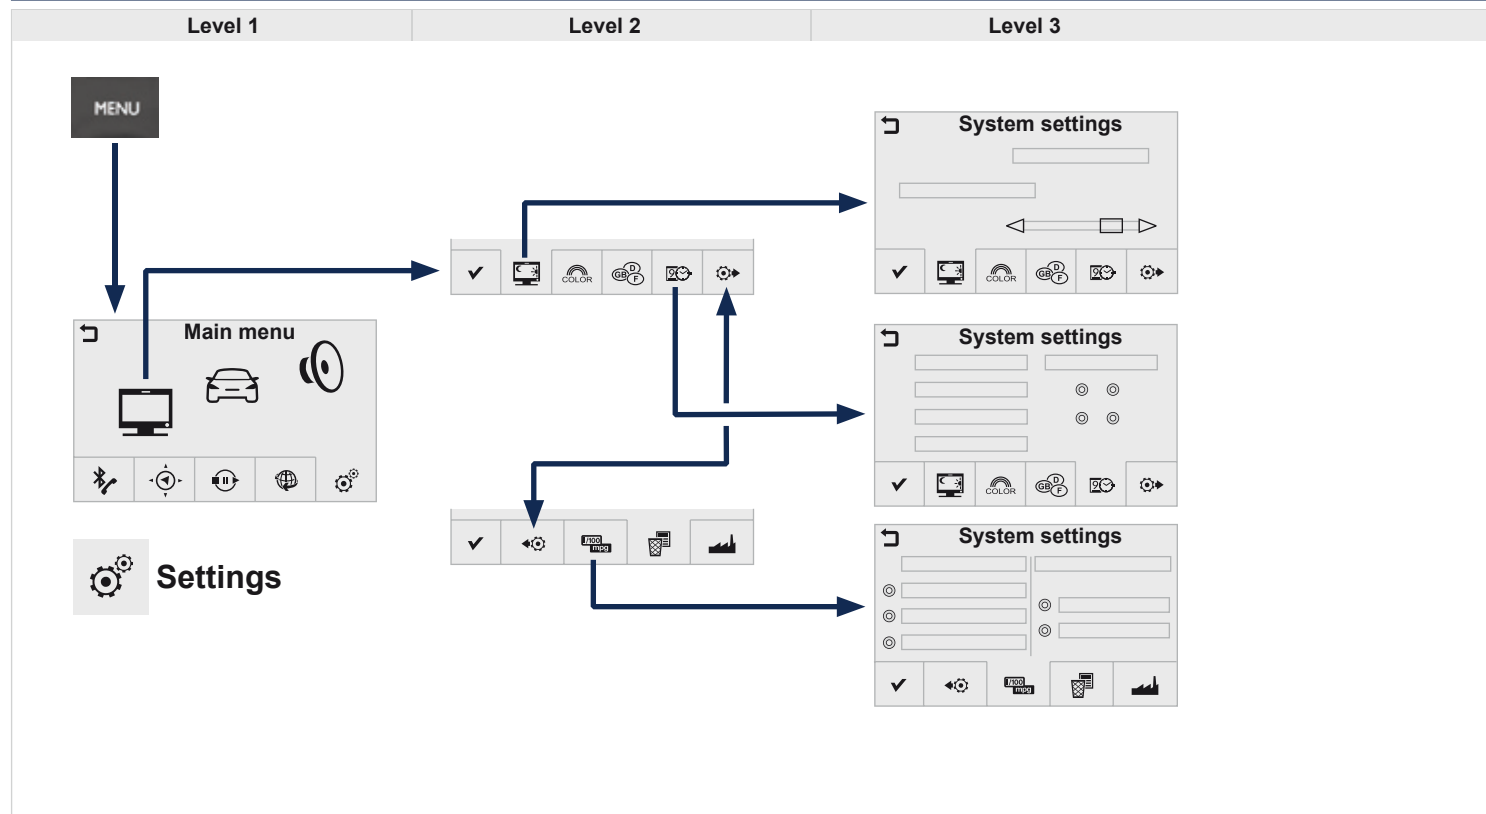 Level 1
Level 2
Level 3
MENU
System settings
COLOR
GB
D
F
COLOR
GB
D
F
Main menu
System settings
COLOR
GB
D
F
l/100
mpg
Settings
System settings
l/100
mpg